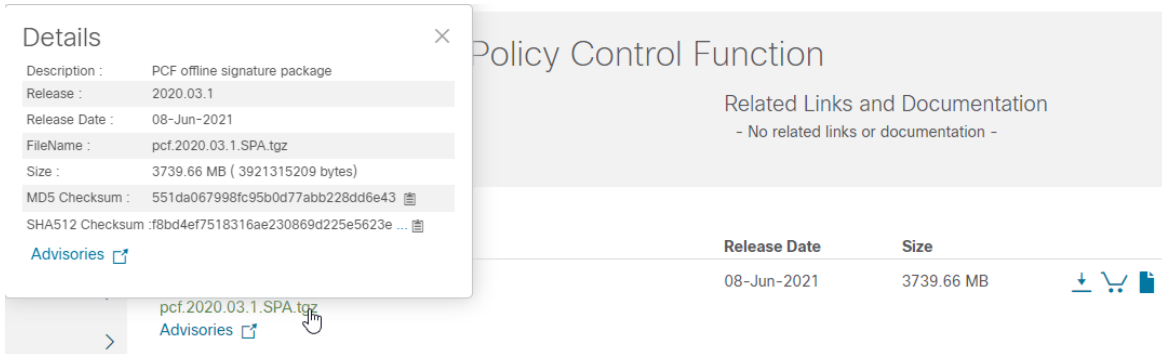 Details
Description : PCF offline signature package
Release : 2020.03.1
Release Date : 08-Jun-2021
FileName : pcf.2020.03.1.SPA.tgz
Size : 3739.66 MB ( 3921315209 bytes)
MD5 Checksum : 551da067998fc95b0d77abb228dd6e43
SHA512 Checksum :f8bd4ef7518316ae230869d225e5623e ...
Advisories
Policy Control Function
Related Links and Documentation
- No related links or documentation -
Release Date Size
08-Jun-2021 3739.66 MB
pcf.2020.03.1.SPA.tgz
Advisories